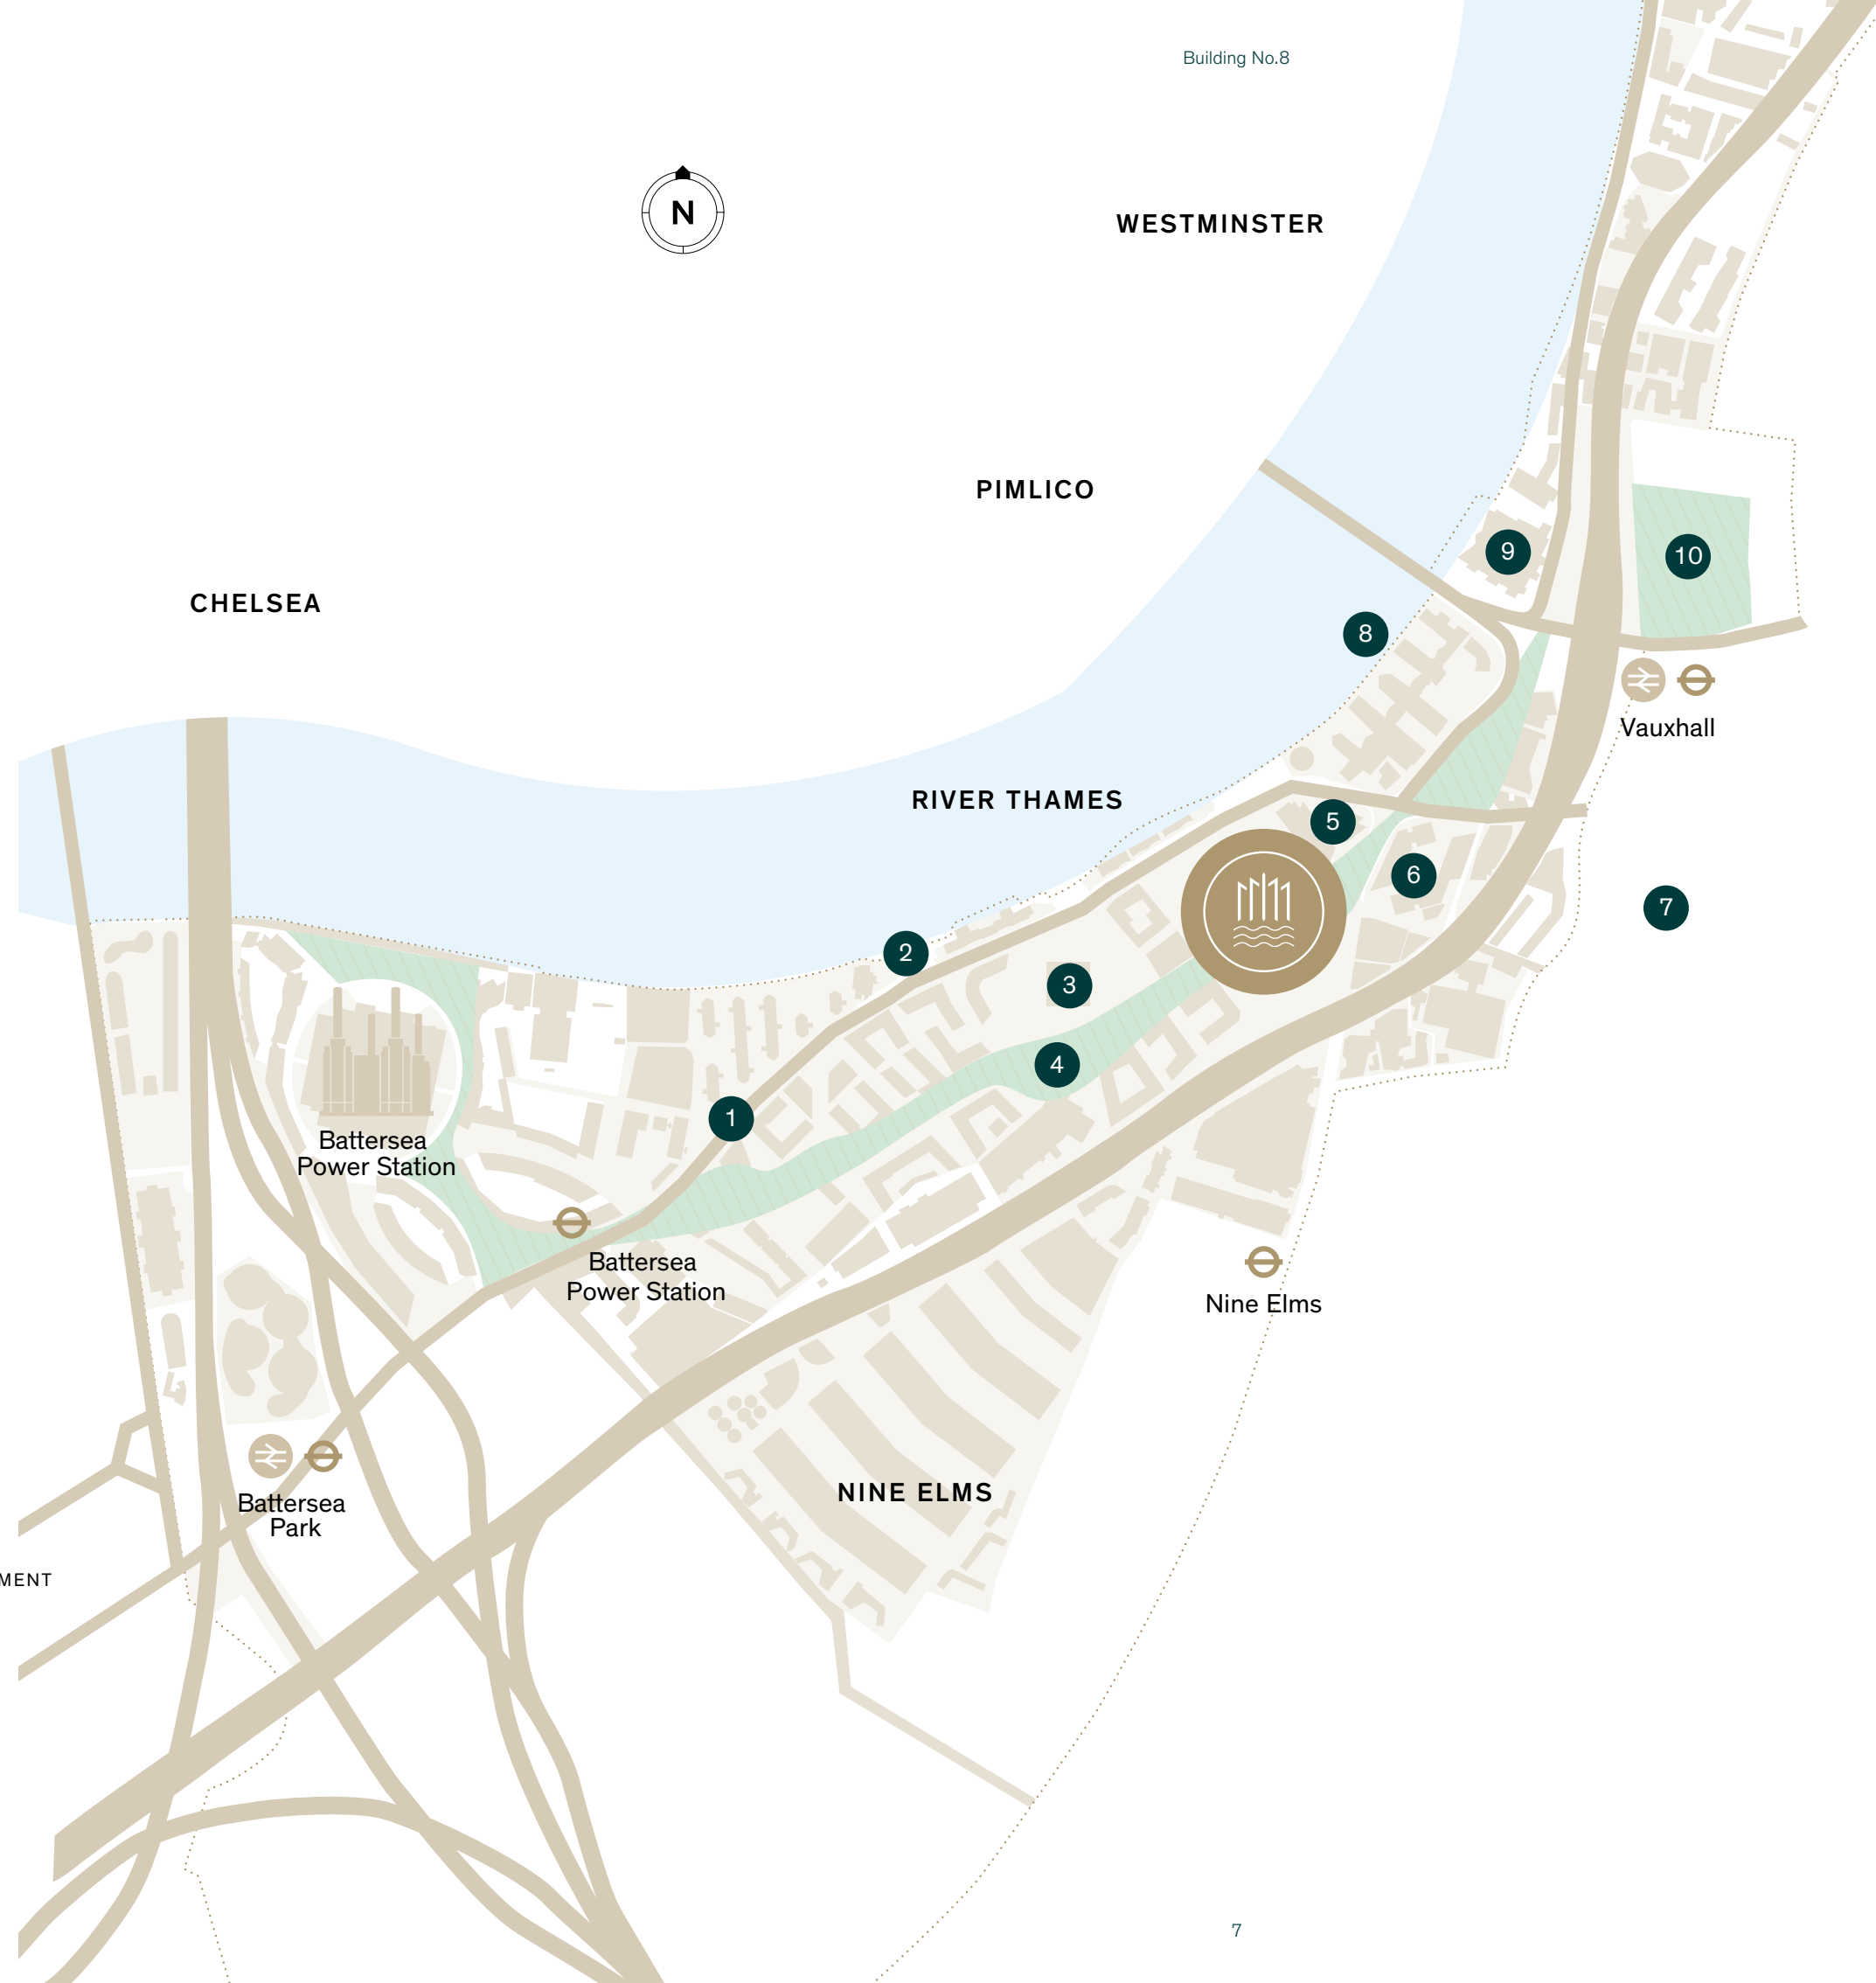 Building No.8
N
WESTMINSTER
PIMLICO
9
10
CHELSEA
8
Vauxhall
RIVER THAMES
5
6
7
2
3
4
1
Battersea
Power Station
Battersea
Power Station
Nine Elms
NINE ELMS
Battersea
Park
MENT
7